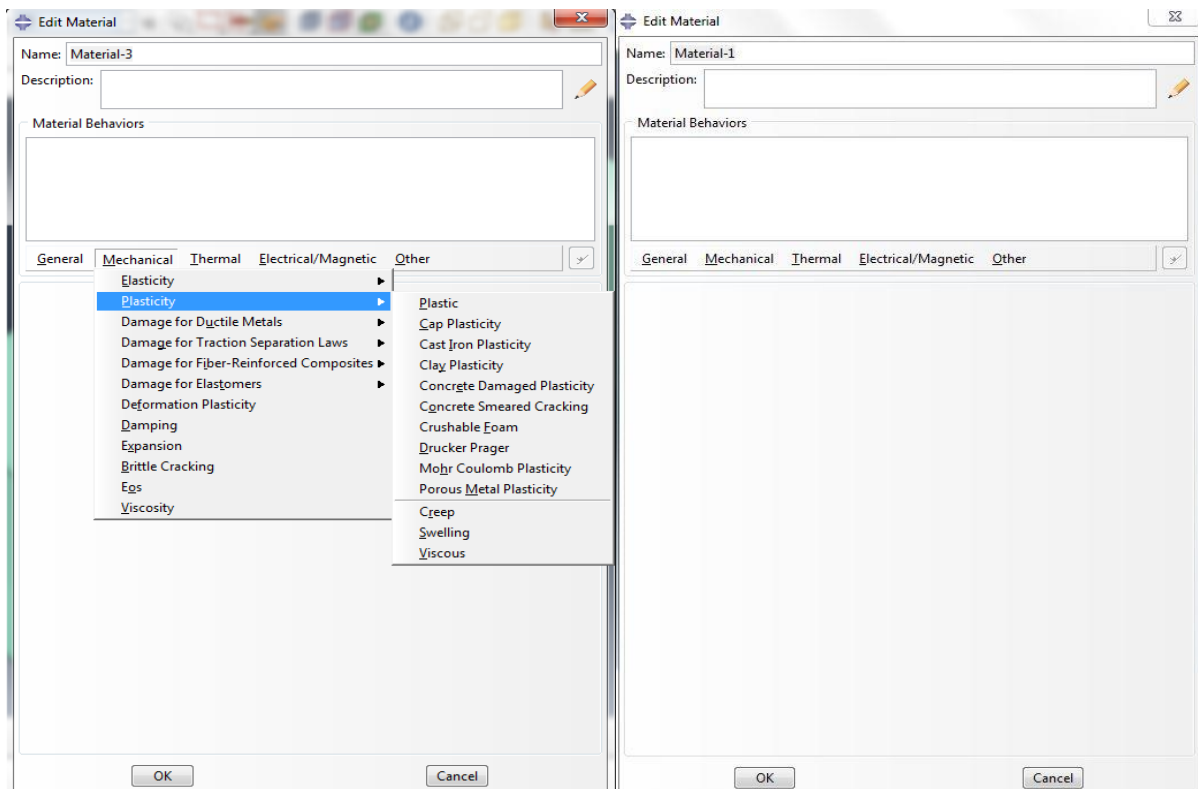 Edit Material
Name: Material-3
Description:
Material Behaviors
General Mechanical Thermal Electrical/Magnetic Other
Elasticity
Plasticity
Damage for Ductile Metals
Damage for Traction Separation Laws
Damage for Fiber-Reinforced Composites
Damage for Elastomers
Deformation Plasticity
Damping
Expansion
Brittle Cracking
Eos
Viscosity
Plastic
Cap Plasticity
Cast Iron Plasticity
Clay Plasticity
Concrete Damaged Plasticity
Concrete Smeared Cracking
Crushable Foam
Drucker Prager
Mohr Coulomb Plasticity
Porous Metal Plasticity
Creep
Swelling
Viscous
OK Cancel
Edit Material
Name: Material-1
Description:
Material Behaviors
General Mechanical Thermal Electrical/Magnetic Other
OK Cancel